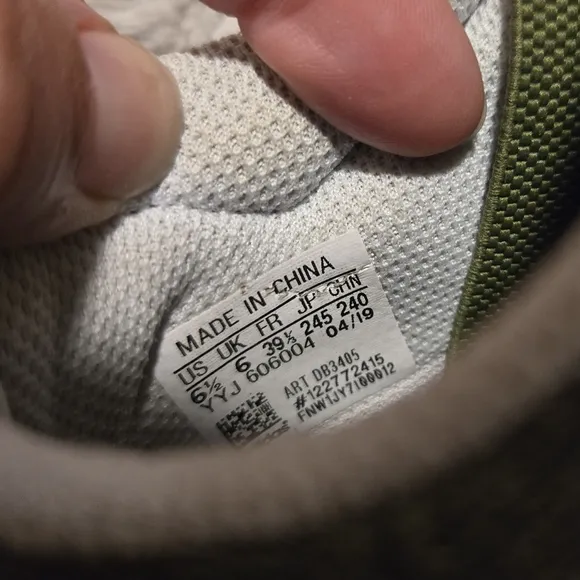 MADE IN CHINA
US UK FR JP CHN
6½ 6 39⅓ 245 240
YYJ 606004 04/19
ART DB3405
#122772415
FNW1JY7I00012